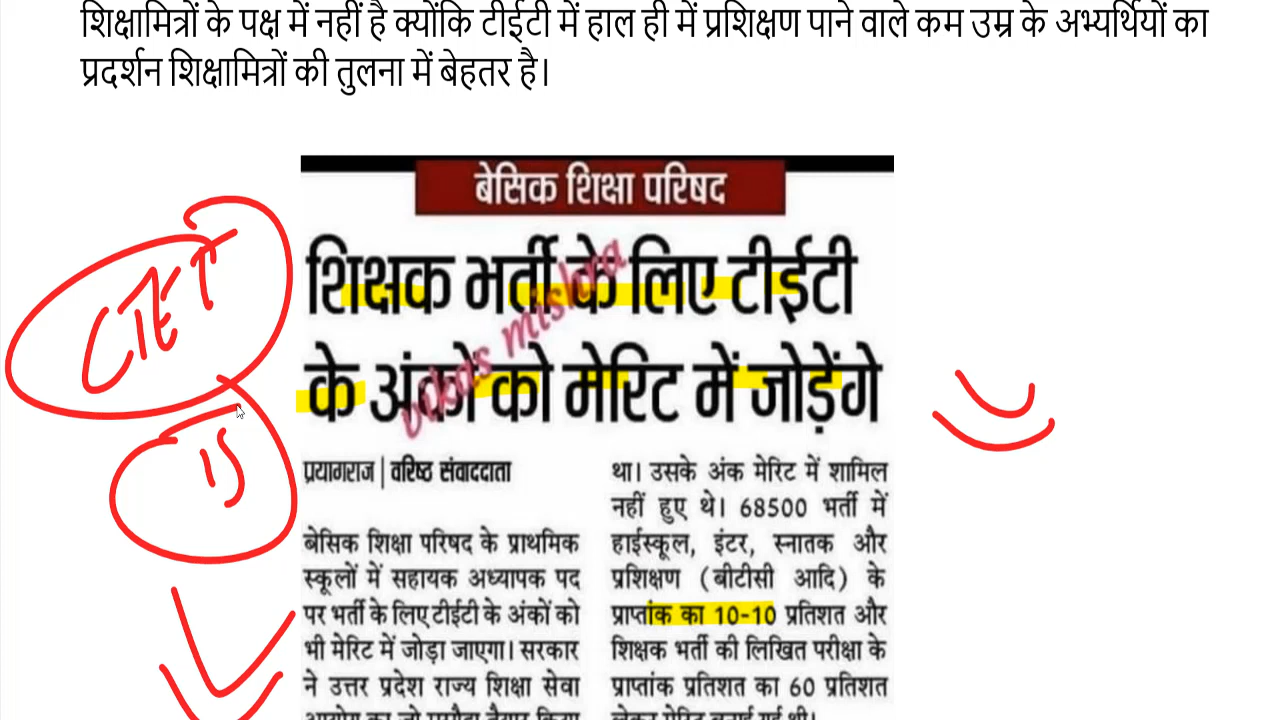 शिक्षामित्रों के पक्ष में नहीं है क्योंकि टीईटी में हाल ही में प्रशिक्षण पाने वाले कम उम्र के अभ्यर्थियों का
प्रदर्शन शिक्षामित्रों की तुलना में बेहतर है।
बेसिक शिक्षा परिषद
शिक्षक भर्ती के लिए टीईटी
के अंकों को मेरिट में जोड़ेंगे
vikas mishra
CTET
15
प्रयागराज | वरिष्ठ संवाददाता
बेसिक शिक्षा परिषद के प्राथमिक
स्कूलों में सहायक अध्यापक पद
पर भर्ती के लिए टीईटी के अंकों को
भी मेरिट में जोड़ा जाएगा। सरकार
ने उत्तर प्रदेश राज्य शिक्षा सेवा
था। उसके अंक मेरिट में शामिल
नहीं हुए थे। 68500 भर्ती में
हाईस्कूल, इंटर, स्नातक और
प्रशिक्षण (बीटीसी आदि) के
प्राप्तांक का 10-10 प्रतिशत और
शिक्षक भर्ती की लिखित परीक्षा के
प्राप्तांक प्रतिशत का 60 प्रतिशत